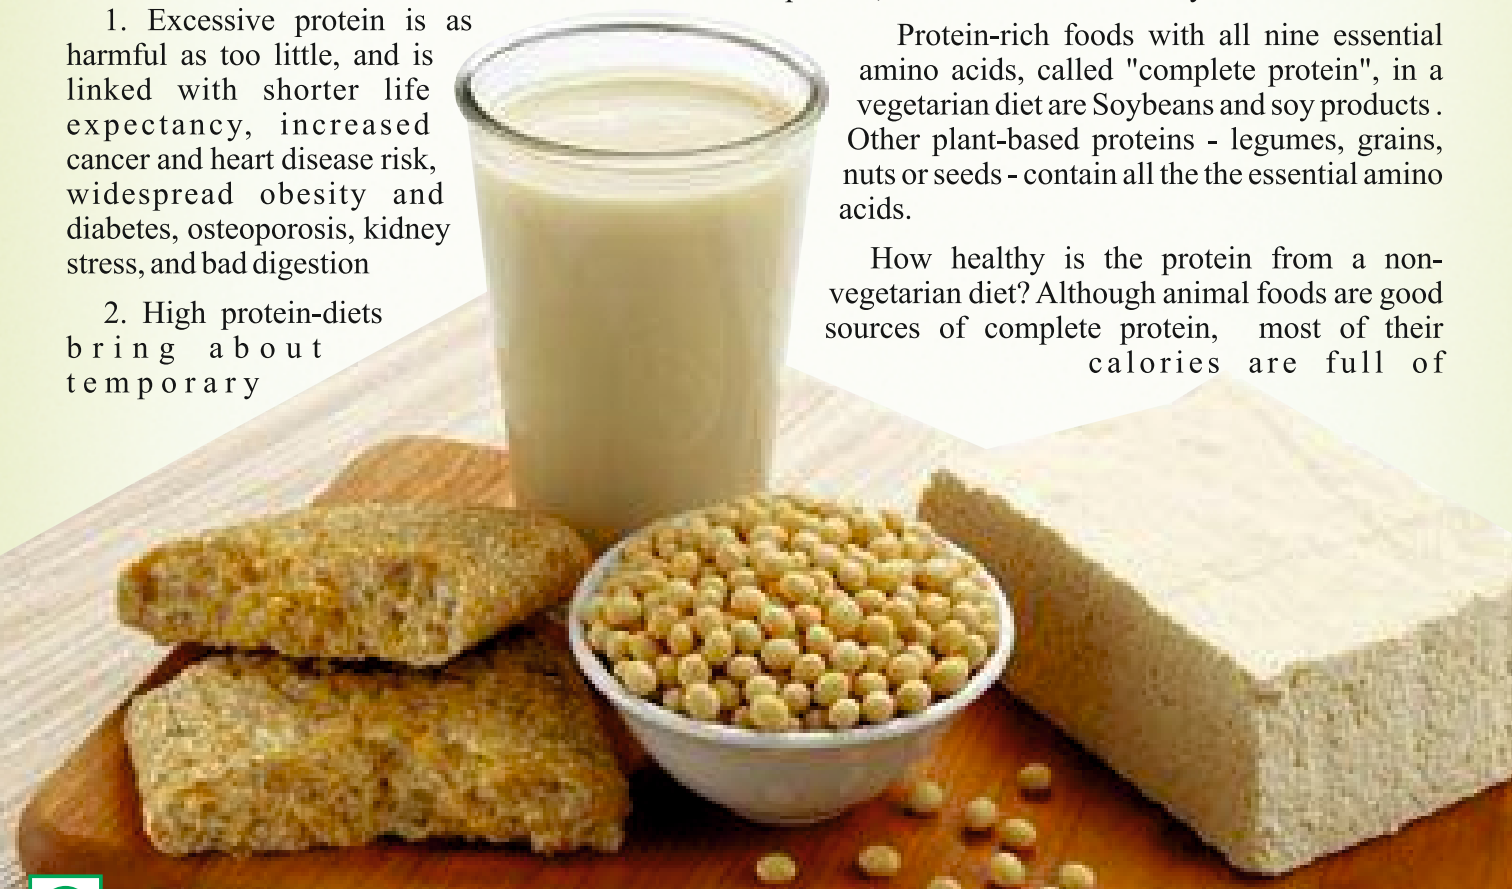 1. Excessive protein is as
harmful as too little, and is
linked with shorter life
expectancy, increased
cancer and heart disease risk,
widespread obesity and
diabetes, osteoporosis, kidney
stress, and bad digestion
2. High protein-diets
bring about
temporary
Protein-rich foods with all nine essential
amino acids, called "complete protein", in a
vegetarian diet are Soybeans and soy products .
Other plant-based proteins - legumes, grains,
nuts or seeds - contain all the the essential amino
acids.
How healthy is the protein from a non-
vegetarian diet? Although animal foods are good
sources of complete protein, most of their
calories are full of